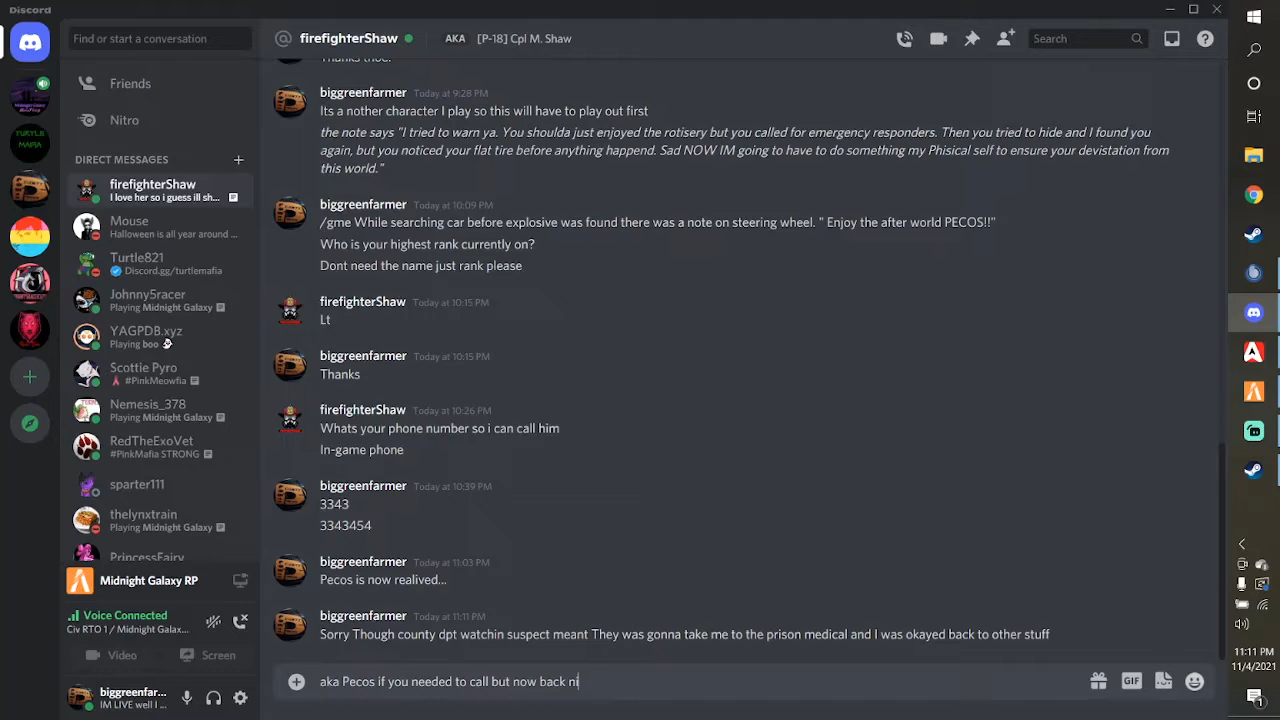 Discord
Find or start a conversation
firefighterShaw
AKA [P-18] Cpl M. Shaw
Search
Friends
Nitro
DIRECT MESSAGES
firefighterShaw
I love her so i guess ill sh...
Mouse
Halloween is all year around ...
Turtle821
Discord.gg/turtlemafia
Johnny5racer
Playing Midnight Galaxy
YAGPDB.xyz
Playing boo
Scottie Pyro
#PinkMeowfia
Nemesis_378
Playing Midnight Galaxy
RedTheExoVet
#PinkMafia STRONG
sparter111
thelynxtrain
Playing Midnight Galaxy
PrincessFairy
Midnight Galaxy RP
Voice Connected
Civ RTO 1 / Midnight Galax...
Video
Screen
biggreenfar...
IM LIVE well I ...
Thanks thoe.
biggreenfarmer Today at 9:28 PM
Its a nother character I play so this will have to play out first
the note says "I tried to warn ya. You shoulda just enjoyed the rotisery but you called for emergency responders. Then you tried to hide and I found you
again, but you noticed your flat tire before anything happend. Sad NOW IM going to have to do something my Phisical self to ensure your devistation from
this world."
biggreenfarmer Today at 10:09 PM
/gme While searching car before explosive was found there was a note on steering wheel. " Enjoy the after world PECOS!!"
Who is your highest rank currently on?
Dont need the name just rank please
firefighterShaw Today at 10:15 PM
Lt
biggreenfarmer Today at 10:15 PM
Thanks
firefighterShaw Today at 10:26 PM
Whats your phone number so i can call him
In-game phone
biggreenfarmer Today at 10:39 PM
3343
3343454
biggreenfarmer Today at 11:03 PM
Pecos is now realived...
biggreenfarmer Today at 11:11 PM
Sorry Though county dpt watchin suspect meant They was gonna take me to the prison medical and I was okayed back to other stuff
aka Pecos if you needed to call but now back ni
GIF
11:11 PM
11/4/2021